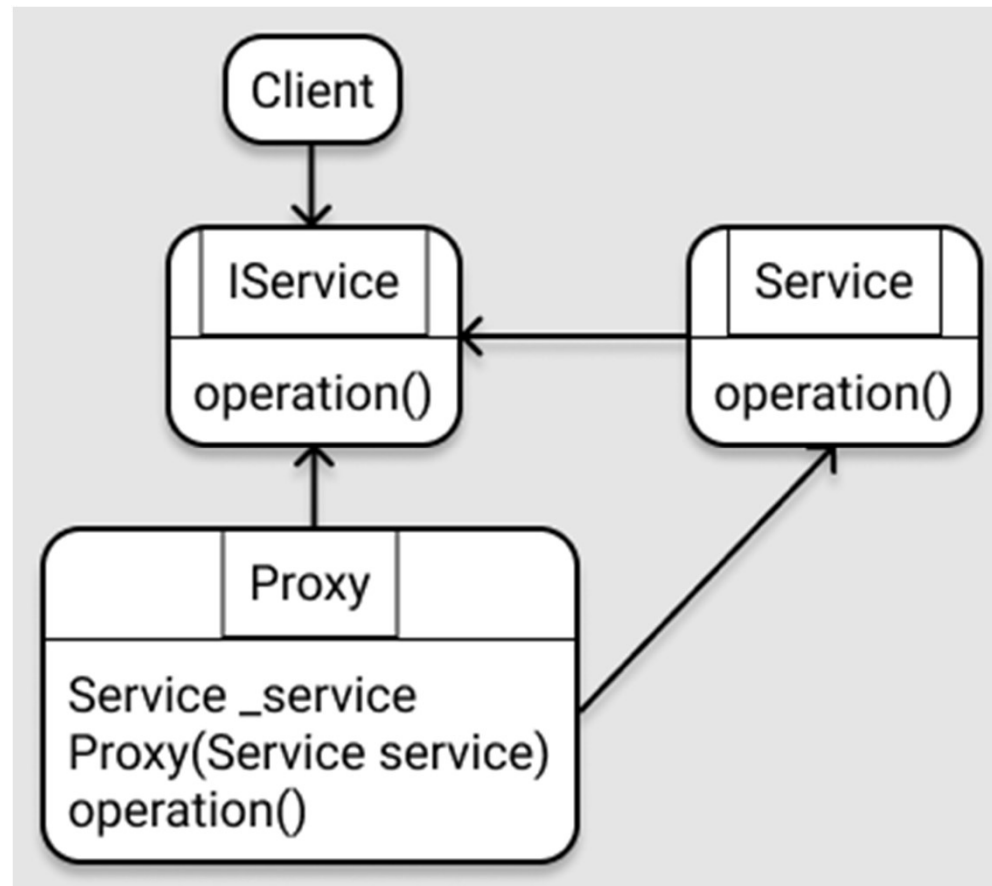 Client
IService
operation()
Service
operation()
Proxy
Service _service
Proxy(Service service)
operation()